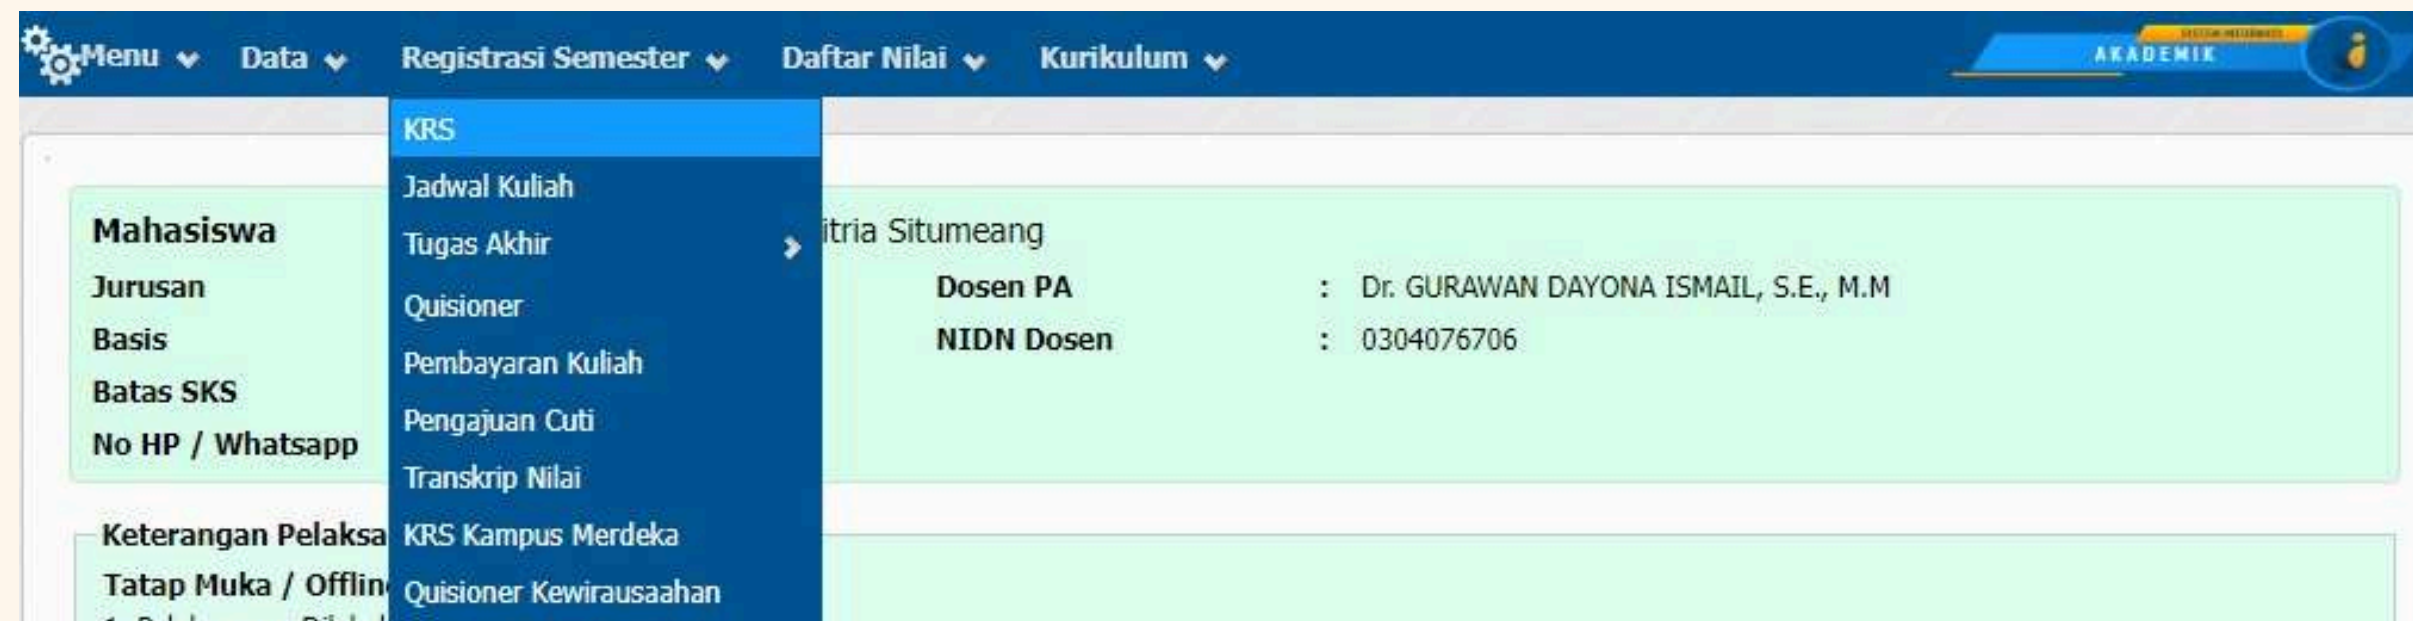 Menu Data Registrasi Semester Daftar Nilai Kurikulum
AKADEMIK
KRS
Jadwal Kuliah
Tugas Akhir
Quisioner
Pembayaran Kuliah
Pengajuan Cuti
Transkrip Nilai
KRS Kampus Merdeka
Quisioner Kewirausaahan
Mahasiswa itria Situmeang
Jurusan Dosen PA : Dr. GURAWAN DAYONA ISMAIL, S.E., M.M
Basis NIDN Dosen : 0304076706
Batas SKS
No HP / Whatsapp
Keterangan Pelaksa
Tatap Muka / Offlin